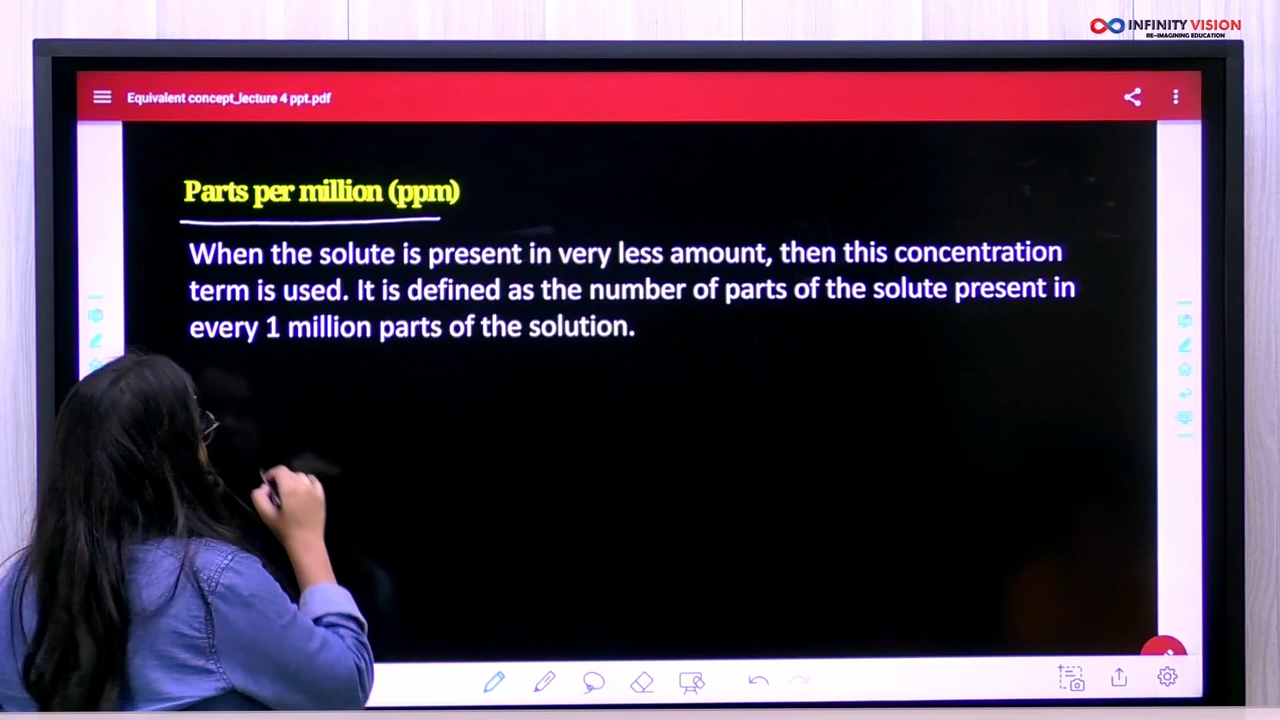 INFINITY VISION
RE-IMAGINING EDUCATION
Equivalent concept_lecture 4 ppt.pdf
Parts per million (ppm)
When the solute is present in very less amount, then this concentration
term is used. It is defined as the number of parts of the solute present in
every 1 million parts of the solution.